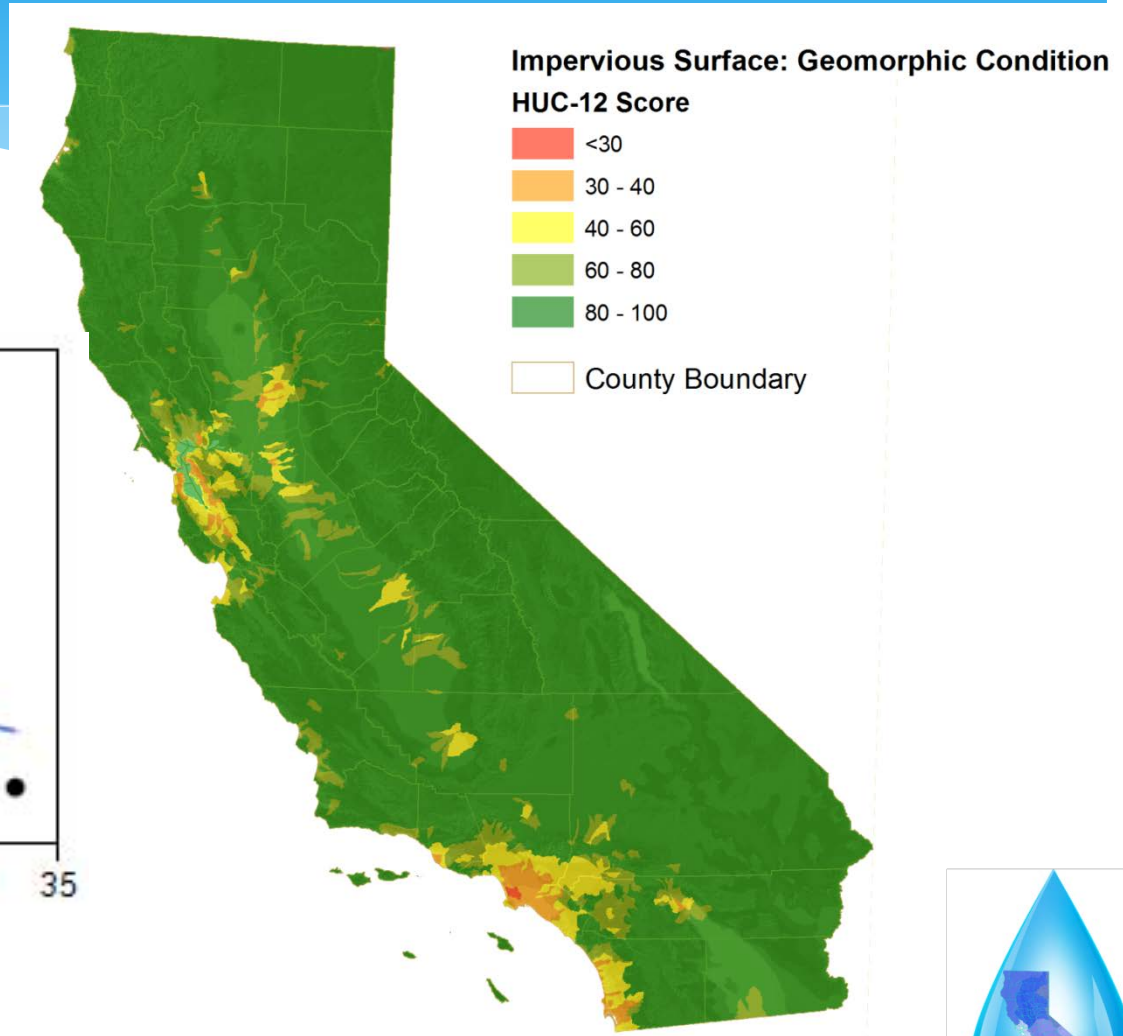 Impervious Surface: Geomorphic Condition
HUC-12 Score
<30
30 - 40
40 - 60
60 - 80
80 - 100
County Boundary
35